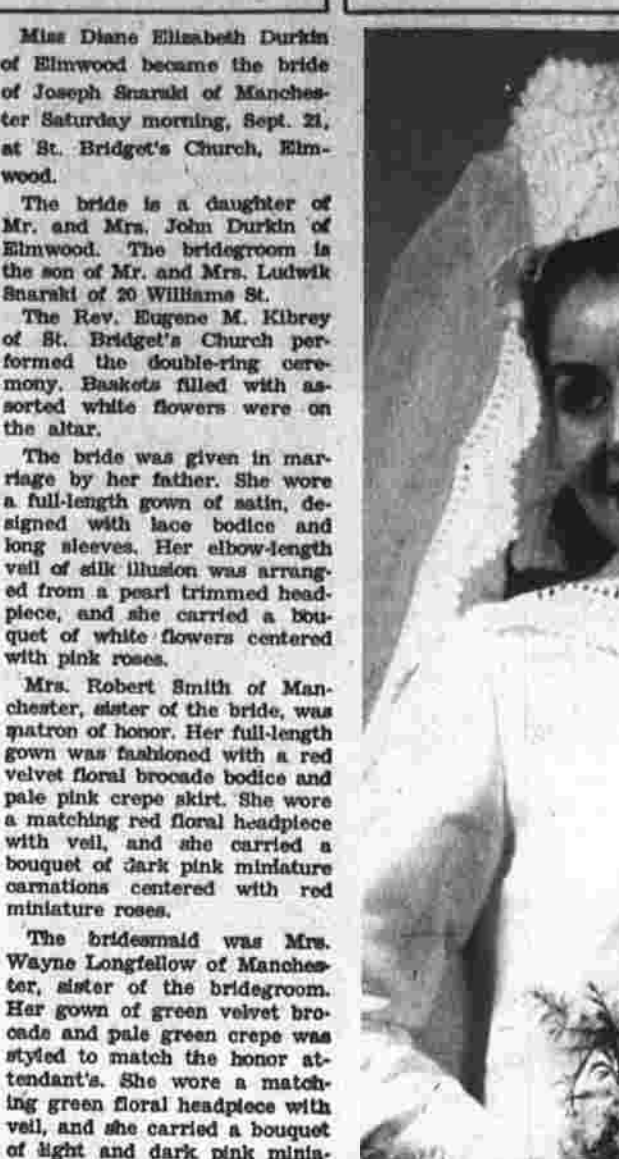 Miss Diane Elizabeth Durkin
of Elmwood became the bride
of Joseph Snarski of Manches-
ter Saturday morning, Sept. 21,
at St. Bridget's Church, Elm-
wood.
The bride is a daughter of
Mr. and Mrs. John Durkin of
Elmwood. The bridegroom is
the son of Mr. and Mrs. Ludwik
Snarski of 20 Williams St.
The Rev. Eugene M. Kibrey
of St. Bridget's Church per-
formed the double-ring cere-
mony. Baskets filled with as-
sorted white flowers were on
the altar.
The bride was given in mar-
riage by her father. She wore
a full-length gown of satin, de-
signed with lace bodice and
long sleeves. Her elbow-length
veil of silk illusion was arrang-
ed from a pearl trimmed head-
piece, and she carried a bou-
quet of white flowers centered
with pink roses.
Mrs. Robert Smith of Man-
chester, sister of the bride, was
matron of honor. Her full-length
gown was fashioned with a red
velvet floral brocade bodice and
pale pink crepe skirt. She wore
a matching red floral headpiece
with veil, and she carried a
bouquet of dark pink miniature
carnations centered with red
miniature roses.
The bridesmaid was Mrs.
Wayne Longfellow of Manches-
ter, sister of the bridegroom.
Her gown of green velvet bro-
cade and pale green crepe was
styled to match the honor at-
tendant's. She wore a match-
ing green floral headpiece with
veil, and she carried a bouquet
of light and dark pink minia-